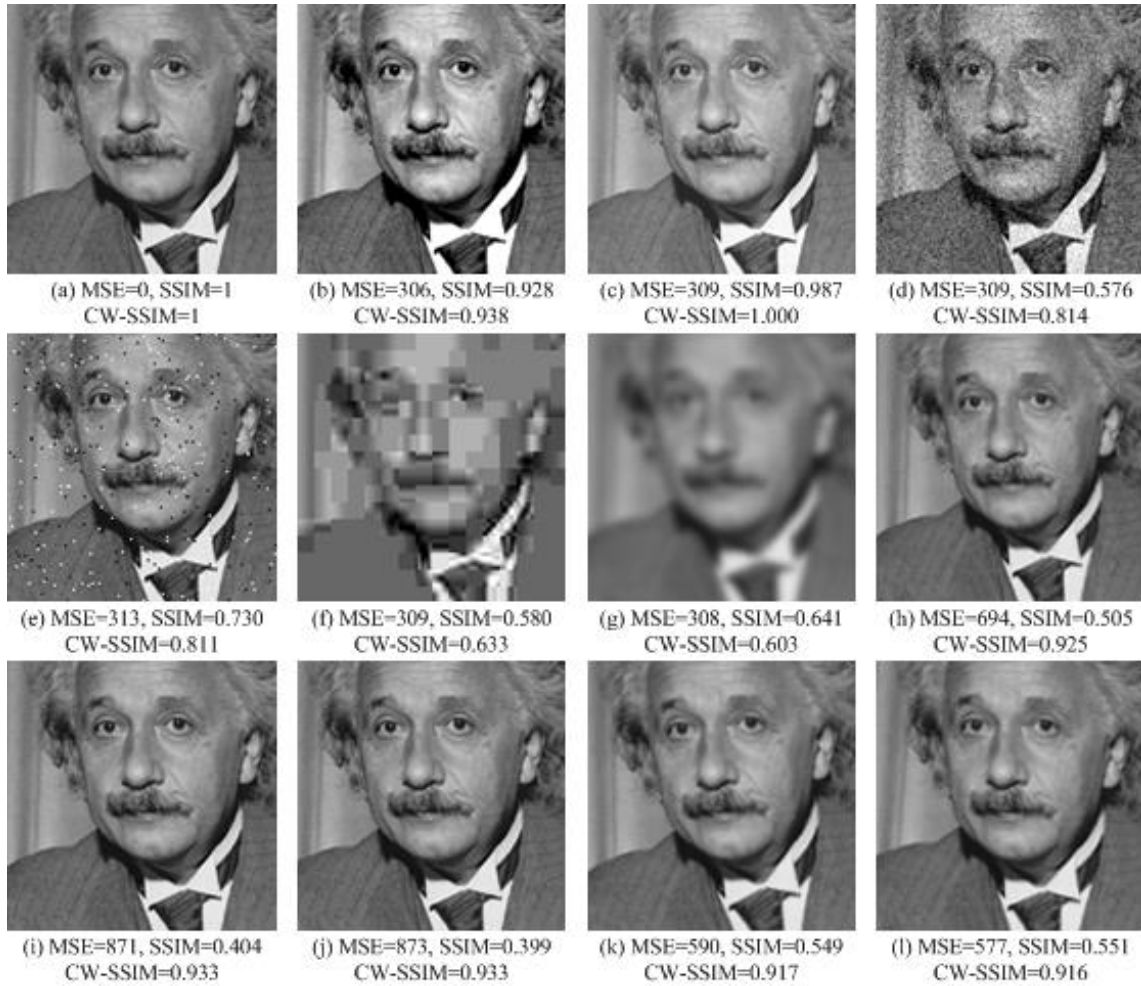 (a) MSE=0, SSIM=1
CW-SSIM=1
(b) MSE=306, SSIM=0.928
CW-SSIM=0.938
(c) MSE=309, SSIM=0.987
CW-SSIM=1.000
(d) MSE=309, SSIM=0.576
CW-SSIM=0.814
(e) MSE=313, SSIM=0.730
CW-SSIM=0.811
(f) MSE=309, SSIM=0.580
CW-SSIM=0.633
(g) MSE=308, SSIM=0.641
CW-SSIM=0.603
(h) MSE=694, SSIM=0.505
CW-SSIM=0.925
(i) MSE=871, SSIM=0.404
CW-SSIM=0.933
(j) MSE=873, SSIM=0.399
CW-SSIM=0.933
(k) MSE=590, SSIM=0.549
CW-SSIM=0.917
(l) MSE=577, SSIM=0.551
CW-SSIM=0.916